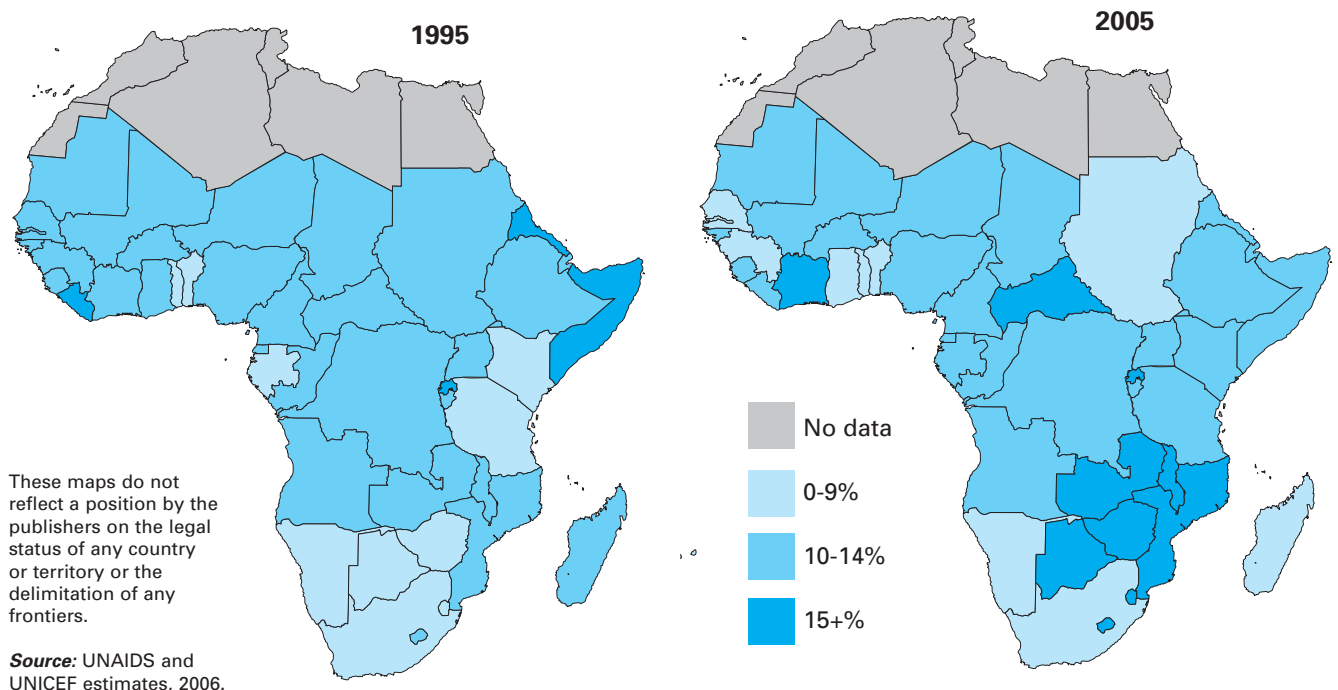 1995
2005
No data
0-9%
10-14%
15+%
These maps do not
reflect a position by the
publishers on the legal
status of any country
or territory or the
delimitation of any
frontiers.
Source: UNAIDS and
UNICEF estimates, 2006.